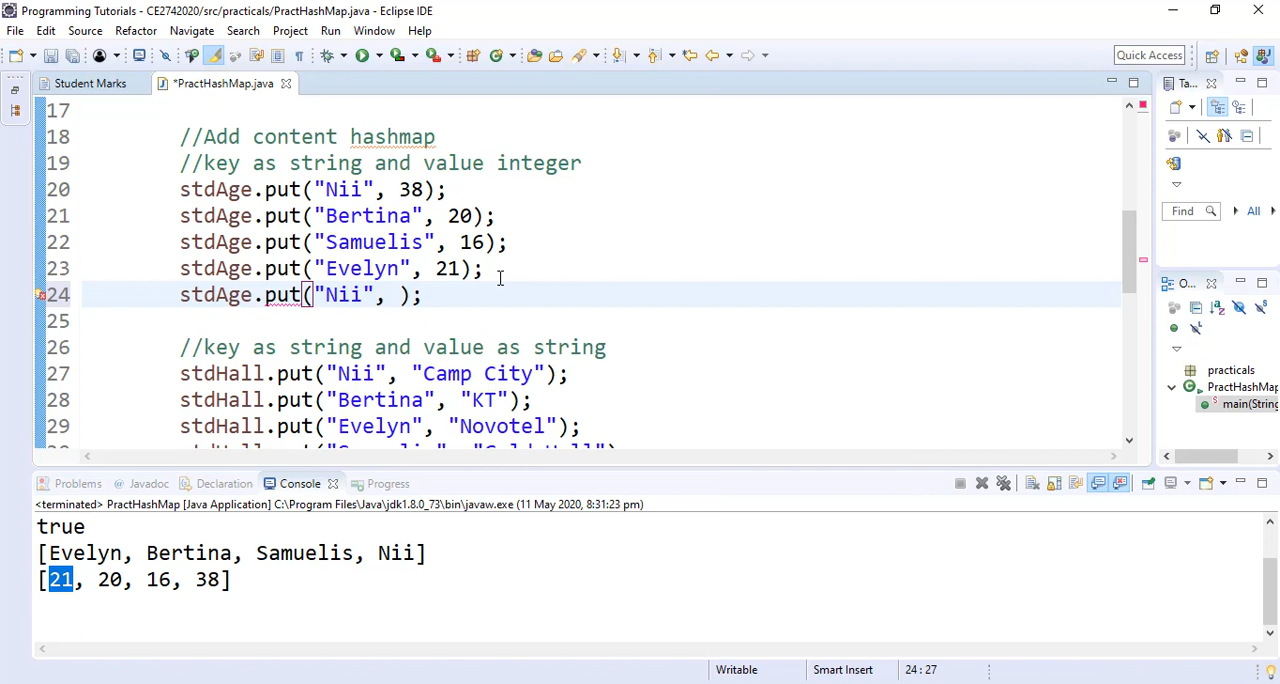 Programming Tutorials - CE2742020/src/practicals/PractHashMap.java - Eclipse IDE
File Edit Source Refactor Navigate Search Project Run Window Help
Quick Access
Student Marks *PractHashMap.java Ta...
17
18 //Add content hashmap
19 //key as string and value integer
20 stdAge.put("Nii", 38);
21 stdAge.put("Bertina", 20);
22 stdAge.put("Samuelis", 16);
23 stdAge.put("Evelyn", 21);
24 stdAge.put("Nii", );
25
26 //key as string and value as string
27 stdHall.put("Nii", "Camp City");
28 stdHall.put("Bertina", "KT");
29 stdHall.put("Evelyn", "Novotel");
Find All
O...
practicals
PractHashMap
main(String
Problems Javadoc Declaration Console Progress
<terminated> PractHashMap [Java Application] C:\Program Files\Java\jdk1.8.0_73\bin\javaw.exe (11 May 2020, 8:31:23 pm)
true
[Evelyn, Bertina, Samuelis, Nii]
[21, 20, 16, 38]
Writable Smart Insert 24 : 27